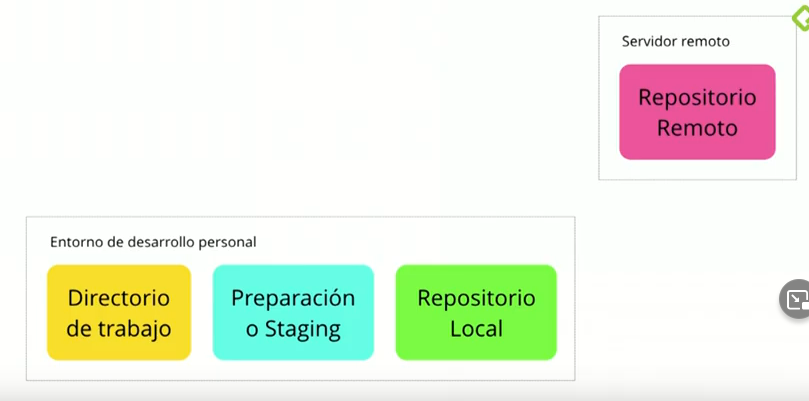 Servidor remoto
Repositorio
Remoto
Entorno de desarrollo personal
Directorio
de trabajo
Preparación
o Staging
Repositorio
Local